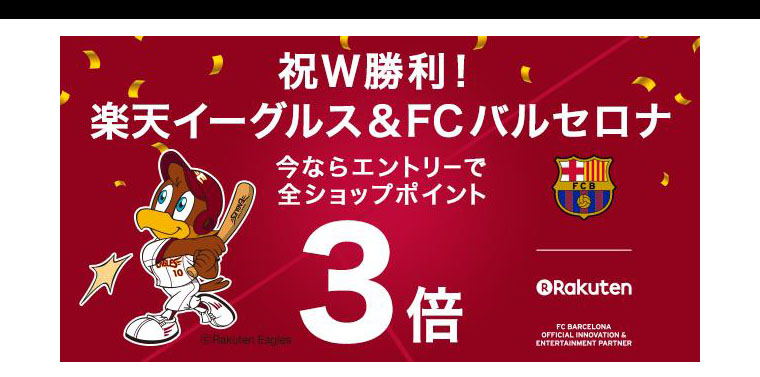 祝W勝利!
楽天イーグルス&FCバルセロナ
今ならエントリーで
全ショップポイント
3倍
FCB
10
Rakuten
©Rakuten Eagles
FC BARCELONA
OFFICIAL INNOVATION &
ENTERTAINMENT PARTNER